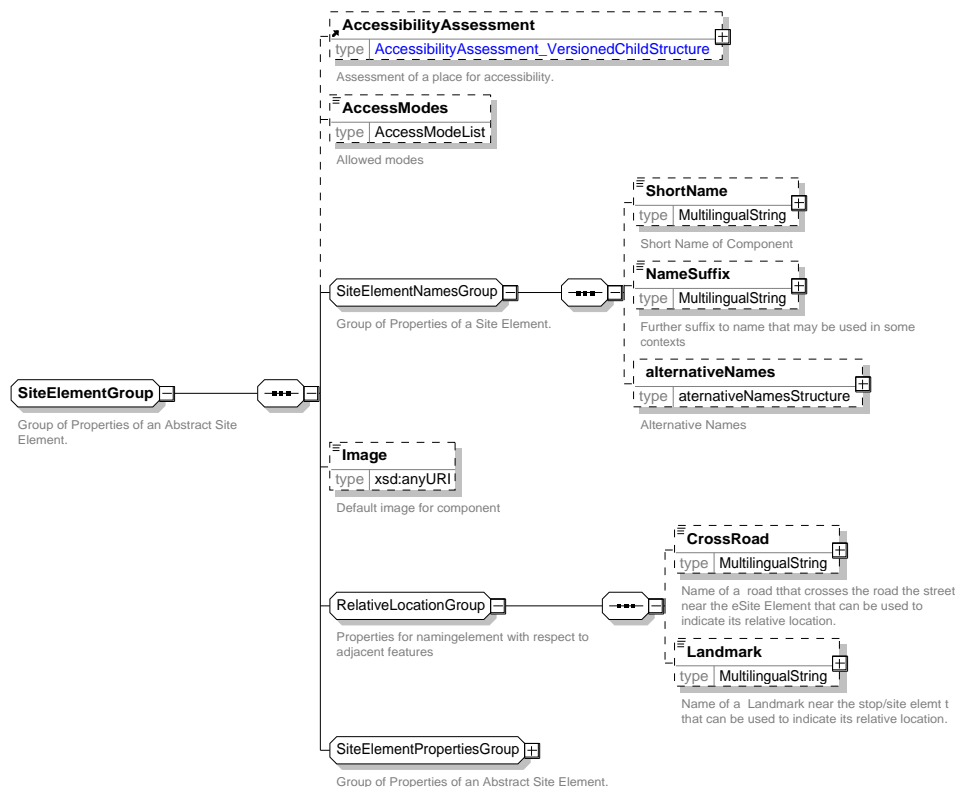 AccessibilityAssessment
type AccessibilityAssessment_VersionedChildStructure
Assessment of a place for accessibility.
AccessModes
type AccessModeList
Allowed modes
ShortName
type MultilingualString
Short Name of Component
NameSuffix
type MultilingualString
Further suffix to name that may be used in some
contexts
alternativeNames
type aternativeNamesStructure
Alternative Names
SiteElementNamesGroup
Group of Properties of a Site Element.
SiteElementGroup
Group of Properties of an Abstract Site
Element.
Image
type xsd:anyURI
Default image for component
RelativeLocationGroup
Properties for namingelement with respect to
adjacent features
CrossRoad
type MultilingualString
Name of a road tthat crosses the road the street
near the eSite Element that can be used to
indicate its relative location.
Landmark
type MultilingualString
Name of a Landmark near the stop/site elemt t
that can be used to indicate its relative location.
SiteElementPropertiesGroup
Group of Properties of an Abstract Site Element.